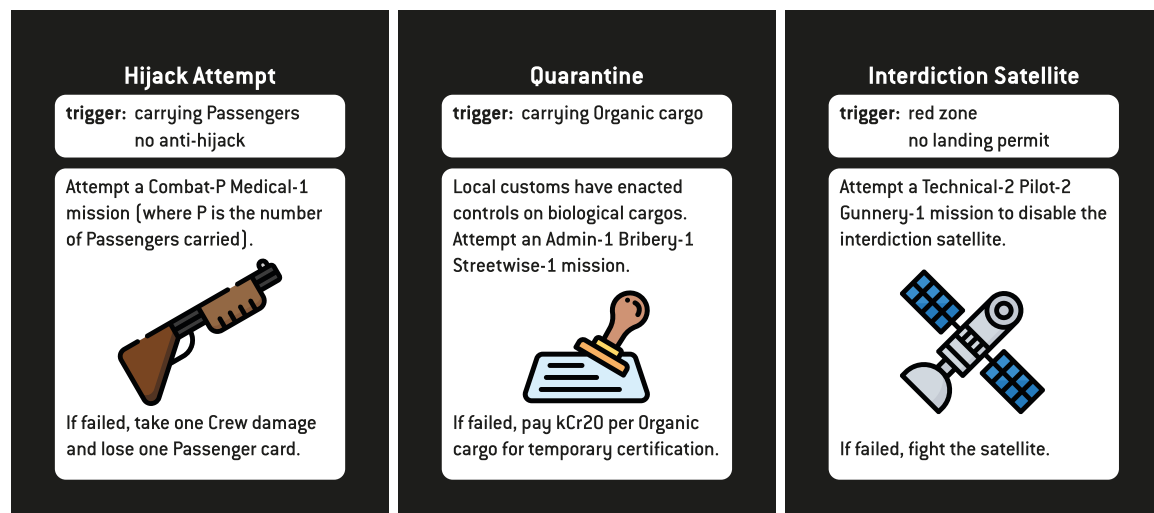 Hijack Attempt
trigger: carrying Passengers
no anti-hijack
Attempt a Combat-P Medical-1
mission (where P is the number
of Passengers carried).
If failed, take one Crew damage
and lose one Passenger card.
Quarantine
trigger: carrying Organic cargo
Local customs have enacted
controls on biological cargos.
Attempt an Admin-1 Bribery-1
Streetwise-1 mission.
If failed, pay kCr20 per Organic
cargo for temporary certification.
Interdiction Satellite
trigger: red zone
no landing permit
Attempt a Technical-2 Pilot-2
Gunnery-1 mission to disable the
interdiction satellite.
If failed, fight the satellite.